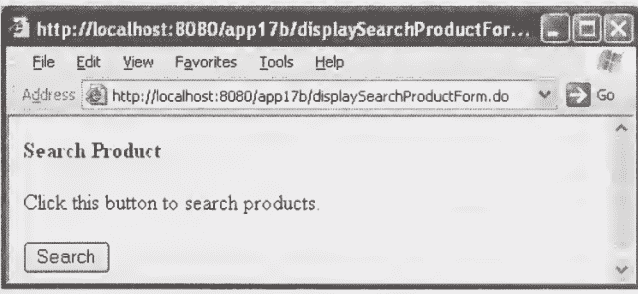 http://localhost:8080/app17b/displaySearchProductFor...
File Edit View Favorites Tools Help
Address http://localhost:8080/app17b/displaySearchProductForm.do Go
Search Product
Click this button to search products.
Search